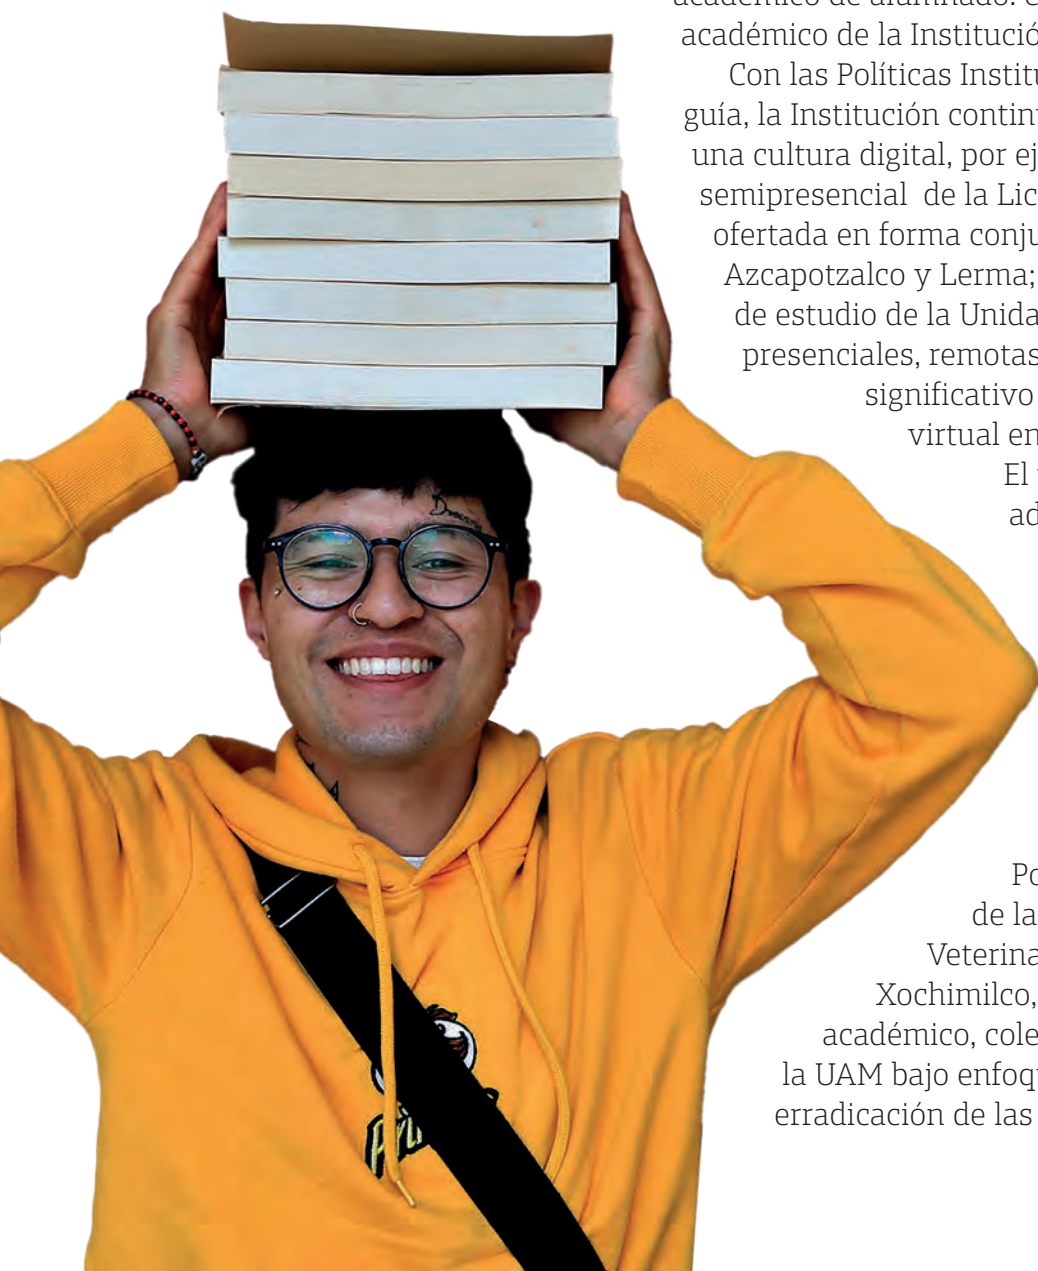 académico de la Institució
Con las Políticas Institu
guía, la Institución contin
una cultura digital, por ej
semipresencial de la Lic
ofertada en forma conju
Azcapotzalco y Lerma;
de estudio de la Unida
presenciales, remotas
significativo
virtual en
El
ad
Po
de la
Veterina
Xochimilco,
académico, cole
la UAM bajo enfoqu
erradicación de las